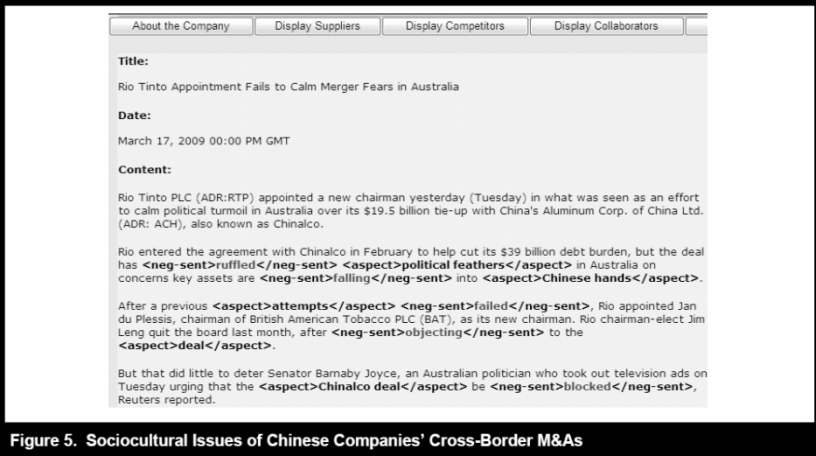 About the Company Display Suppliers Display Competitors Display Collaborators
Title:
Rio Tinto Appointment Fails to Calm Merger Fears in Australia
Date:
March 17, 2009 00:00 PM GMT
Content:
Rio Tinto PLC (ADR:RTP) appointed a new chairman yesterday (Tuesday) in what was seen as an effort
to calm political turmoil in Australia over its $19.5 billion tie-up with China's Aluminum Corp. of China Ltd.
(ADR: ACH), also known as Chinalco.
Rio entered the agreement with Chinalco in February to help cut its $39 billion debt burden, but the deal
has <neg-sent>ruffled</neg-sent> <aspect>political feathers</aspect> in Australia on
concerns key assets are <neg-sent>falling</neg-sent> into <aspect>Chinese hands</aspect>.
After a previous <aspect>attempts</aspect> <neg-sent>failed</neg-sent>, Rio appointed Jan
du Plessis, chairman of British American Tobacco PLC (BAT), as its new chairman. Rio chairman-elect Jim
Leng quit the board last month, after <neg-sent>objecting</neg-sent> to the
<aspect>deal</aspect>.
But that did little to deter Senator Barnaby Joyce, an Australian politician who took out television ads on
Tuesday urging that the <aspect>Chinalco deal</aspect> be <neg-sent>blocked</neg-sent>,
Reuters reported.
Figure 5. Sociocultural Issues of Chinese Companies' Cross-Border M&As